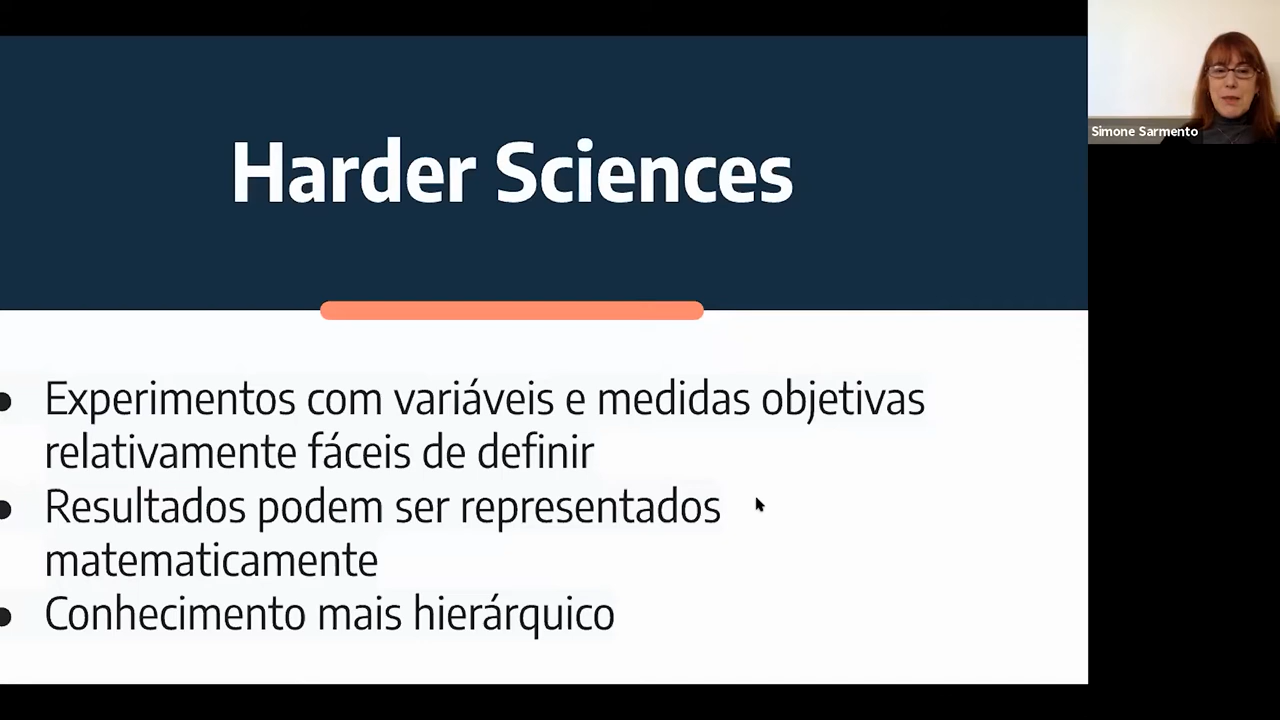 Harder Sciences
Simone Sarmento
● Experimentos com variáveis e medidas objetivas
relativamente fáceis de definir
● Resultados podem ser representados
matematicamente
● Conhecimento mais hierárquico